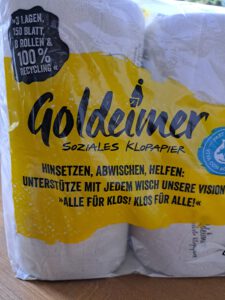 »3 LAGEN,
150 BLATT,
8 ROLLEN &
100%
RECYCLING«
Goldeimer
SOZIALES KLOPAPIER
HINSETZEN, ABWISCHEN, HELFEN:
UNTERSTÜTZE MIT JEDEM WISCH UNSERE VISION
»ALLE FÜR KLOS! KLOS FÜR ALLE!«